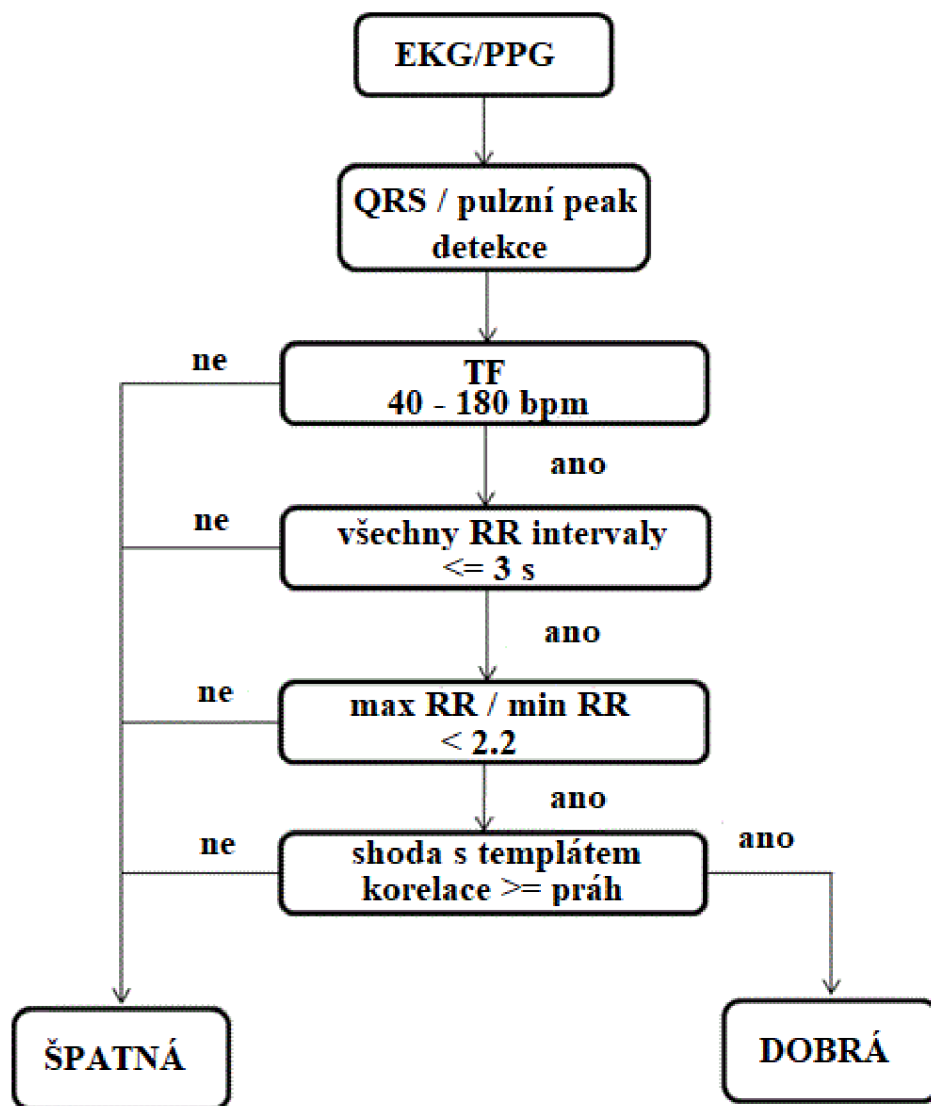 EKG/PPG
QRS / pulzní peak
detekce
ne
TF
40 - 180 bpm
ano
ne
všechny RR intervaly
<= 3 s
ano
ne
max RR / min RR
< 2.2
ano
ne
shoda s templátem
korelace >= práh
ano
ŠPATNÁ
DOBRÁ